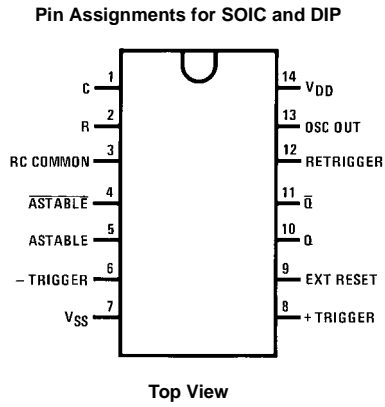 Pin Assignments for SOIC and DIP
C 1 14 VDD
R 2 13 OSC OUT
RC COMMON 3 12 RETRIGGER
A̅S̅T̅A̅B̅L̅E̅ 4 11 Q̅
ASTABLE 5 10 Q
– TRIGGER 6 9 EXT RESET
VSS 7 8 + TRIGGER
Top View